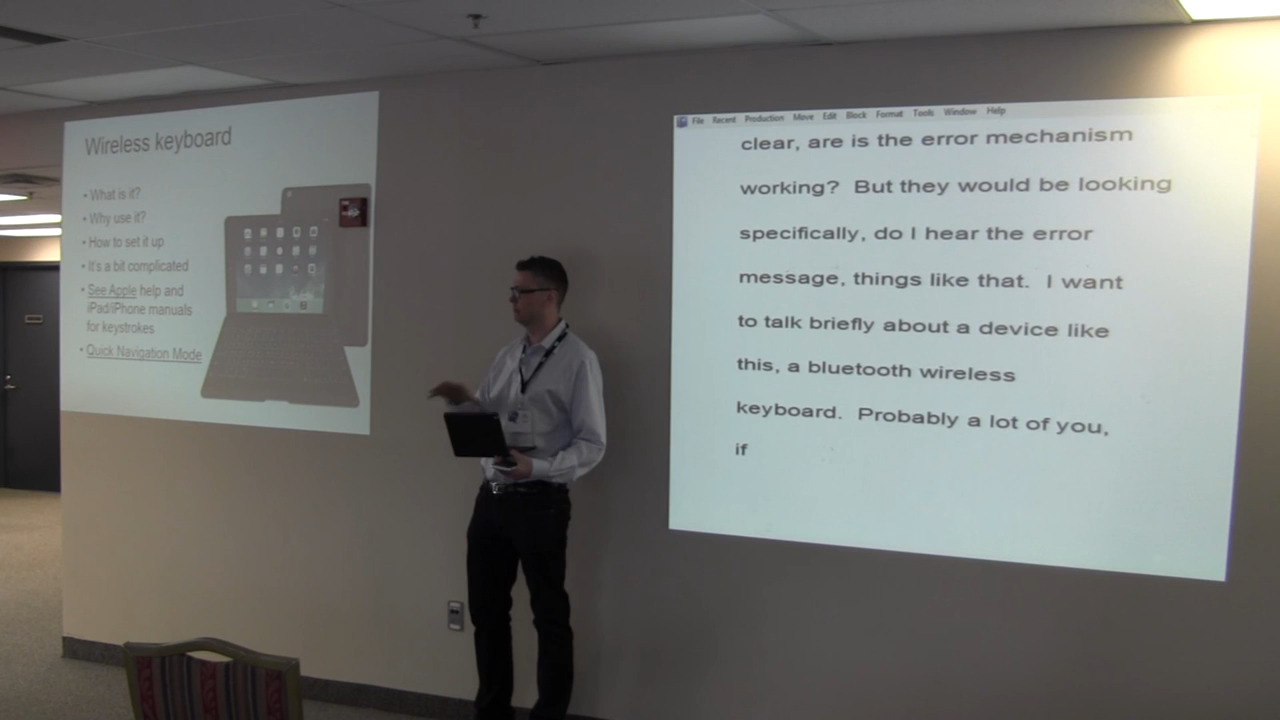 Wireless keyboard
• What is it?
• Why use it?
• How to set it up
• It's a bit complicated
• See Apple help and
iPad/iPhone manuals
for keystrokes
• Quick Navigation Mode
File Recent Production Move Edit Block Format Tools Window Help
clear, are is the error mechanism
working? But they would be looking
specifically, do I hear the error
message, things like that. I want
to talk briefly about a device like
this, a bluetooth wireless
keyboard. Probably a lot of you,
if